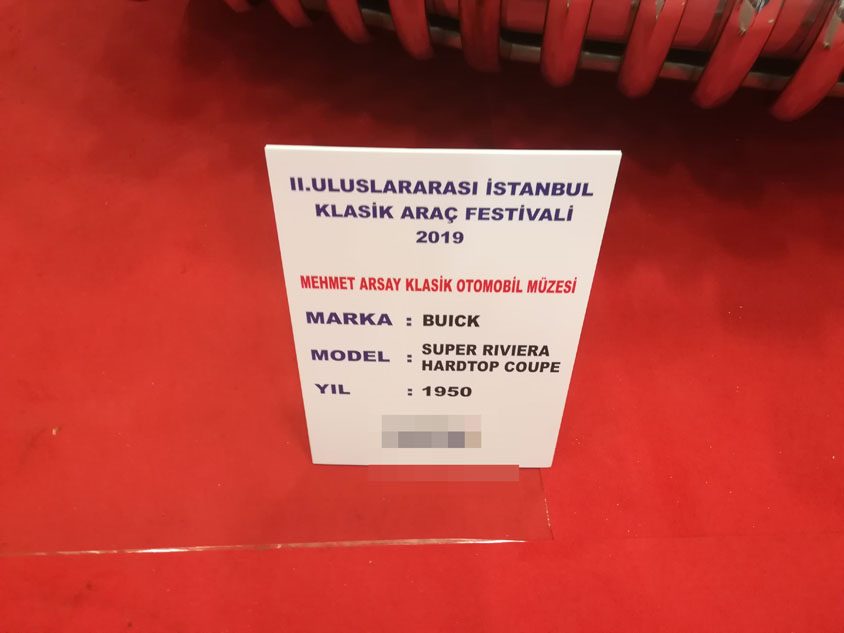 II.ULUSLARARASI İSTANBUL
KLASİK ARAÇ FESTİVALİ
2019
MEHMET ARSAY KLASİK OTOMOBİL MÜZESİ
MARKA : BUICK
MODEL : SUPER RIVIERA
HARDTOP COUPE
YIL : 1950